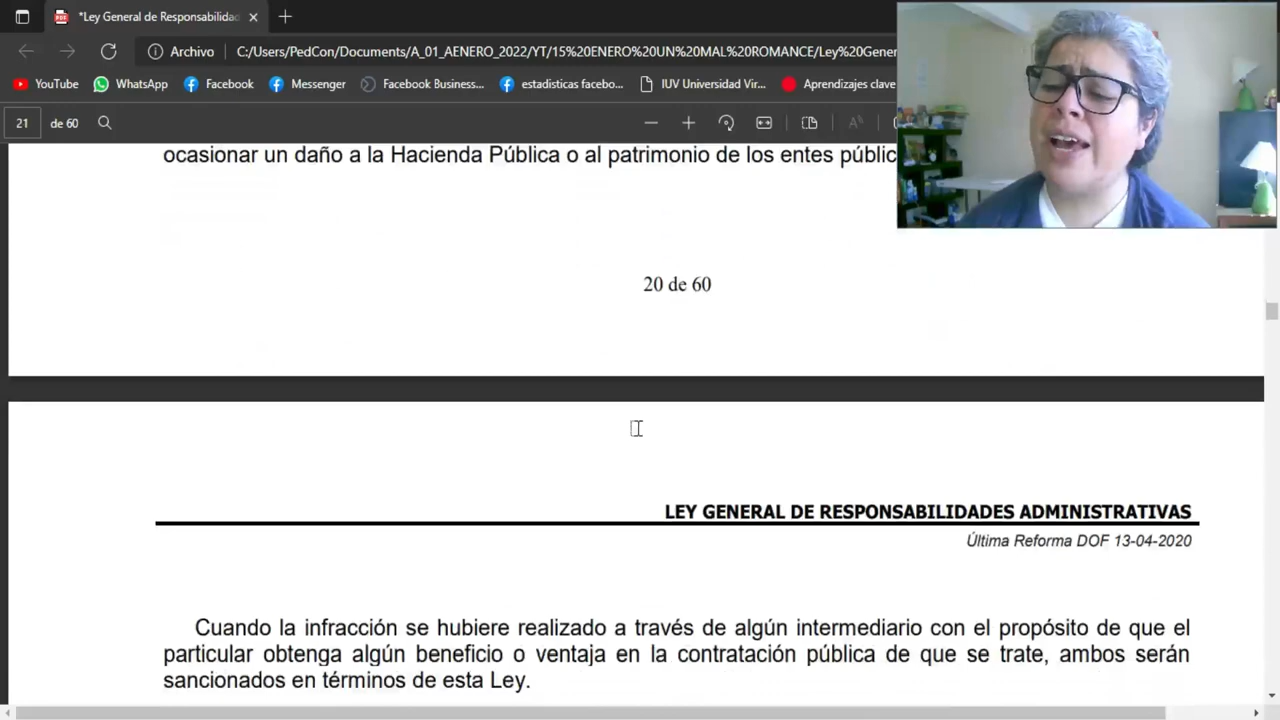 *Ley General de Responsabilidad
Archivo
C:/Users/PedCon/Documents/A_01_AENERO_2022/YT/15%20ENERO%20UN%20MAL%20ROMANCE/Ley%20Gener
YouTube WhatsApp Facebook Messenger Facebook Business... estadisticas facebo... IUV Universidad Vir... Aprendizajes clave
21 de 60
ocasionar un daño a la Hacienda Pública o al patrimonio de los entes públic
20 de 60
LEY GENERAL DE RESPONSABILIDADES ADMINISTRATIVAS
Última Reforma DOF 13-04-2020
Cuando la infracción se hubiere realizado a través de algún intermediario con el propósito de que el
particular obtenga algún beneficio o ventaja en la contratación pública de que se trate, ambos serán
sancionados en términos de esta Ley.